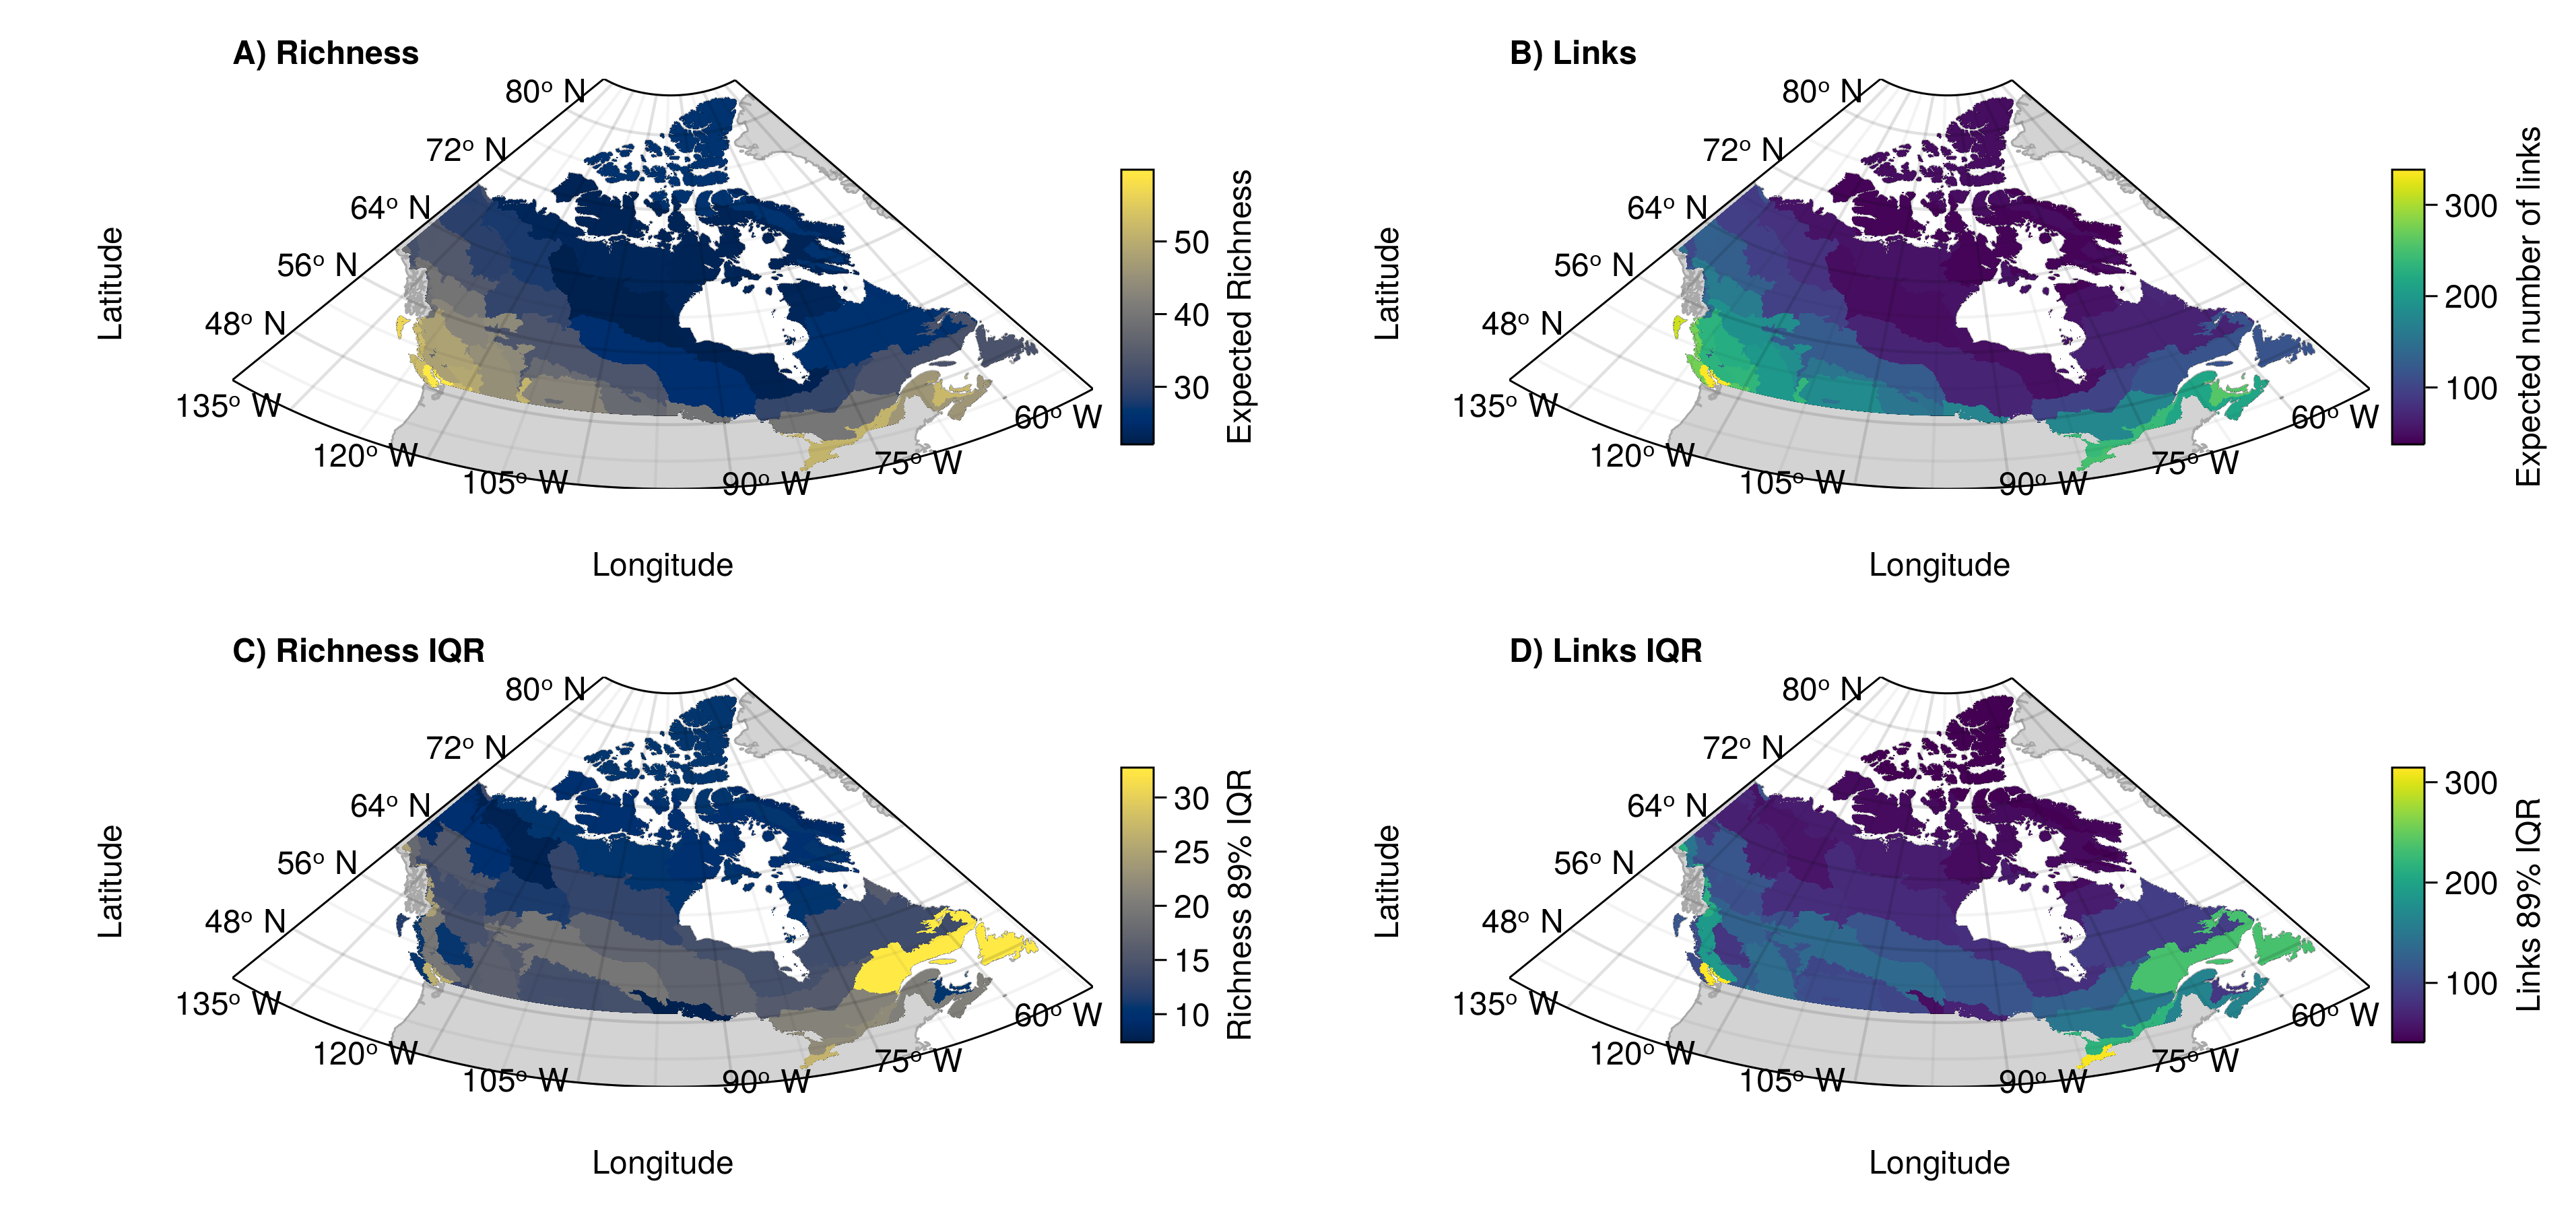 A) Richness
80° N
72° N
64° N
56° N
48° N
135° W
120° W
105° W
90° W
75° W
60° W
Latitude
Longitude
50
40
30
Expected Richness
B) Links
80° N
72° N
64° N
56° N
48° N
135° W
120° W
105° W
90° W
75° W
60° W
Latitude
Longitude
300
200
100
Expected number of links
C) Richness IQR
80° N
72° N
64° N
56° N
48° N
135° W
120° W
105° W
90° W
75° W
60° W
Latitude
Longitude
30
25
20
15
10
Richness 89% IQR
D) Links IQR
80° N
72° N
64° N
56° N
48° N
135° W
120° W
105° W
90° W
75° W
60° W
Latitude
Longitude
300
200
100
Links 89% IQR